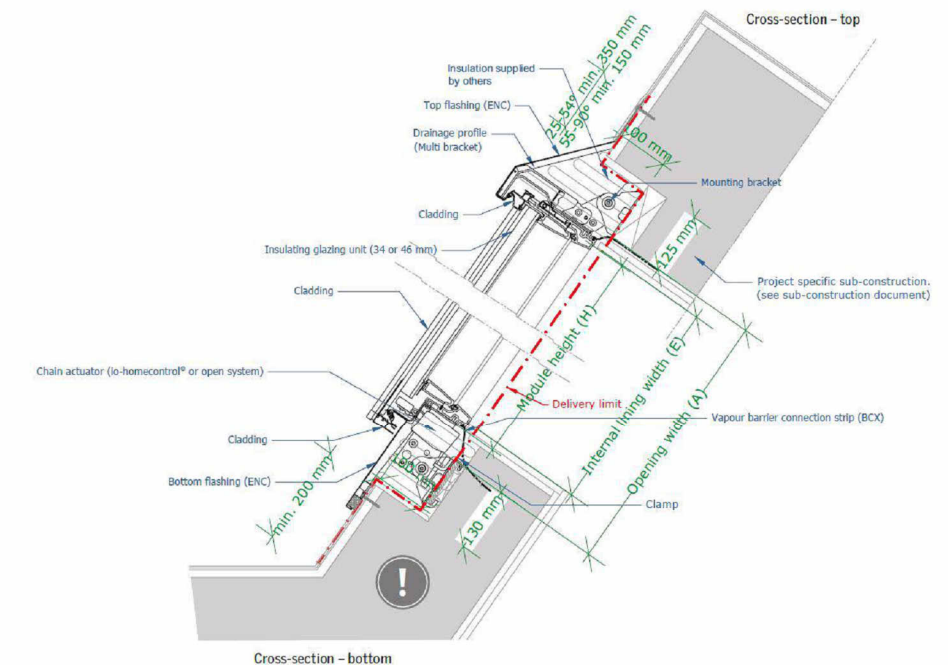 Cross-section – top
25-54° min. 350 mm
55-90° min. 150 mm
Insulation supplied
by others
Top flashing (ENC)
Drainage profile
(Multi bracket)
100 mm
Mounting bracket
Cladding
Insulating glazing unit (34 or 46 mm)
125 mm
Project specific sub-construction.
(see sub-construction document)
Cladding
Module height (H)
Internal lining width (E)
Opening width (A)
Chain actuator (io-homecontrol® or open system)
Delivery limit
Vapour barrier connection strip (BCX)
Cladding
Bottom flashing (ENC)
min. 200 mm
Clamp
130 mm
!
Cross-section – bottom